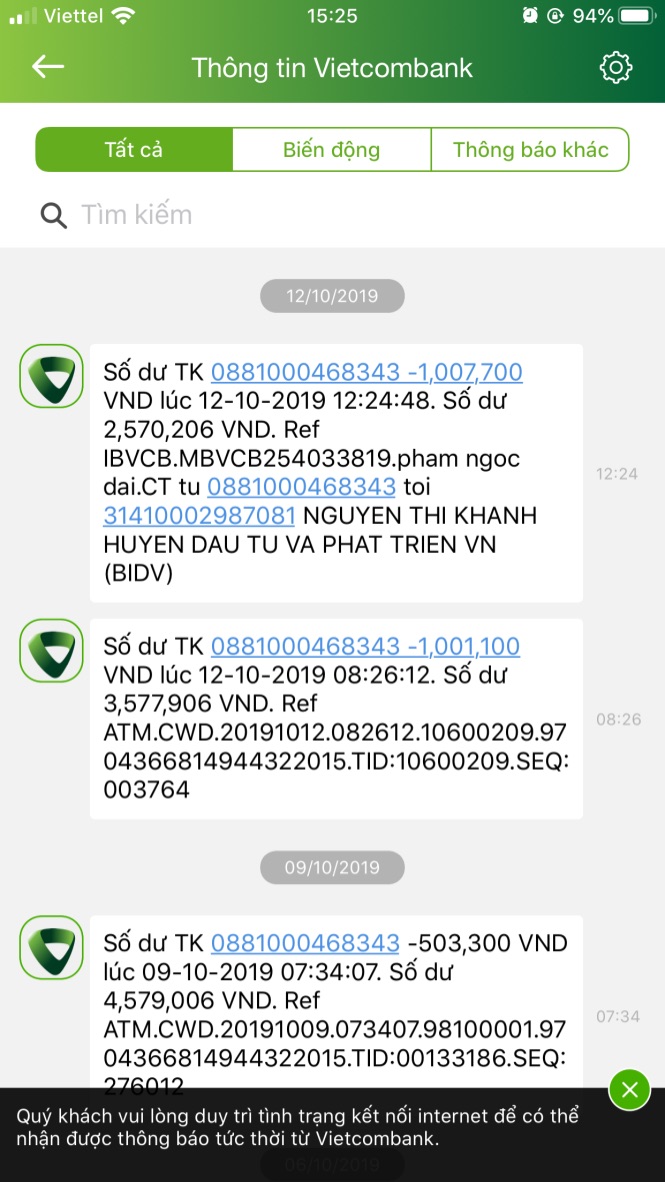 Viettel 15:25 94%
Thông tin Vietcombank
Tất cả Biến động Thông báo khác
Tìm kiếm
12/10/2019
Số dư TK 0881000468343 -1,007,700
VND lúc 12-10-2019 12:24:48. Số dư
2,570,206 VND. Ref
IBVCB.MBVCB254033819.pham ngoc
dai.CT tu 0881000468343 toi
31410002987081 NGUYEN THI KHANH
HUYEN DAU TU VA PHAT TRIEN VN
(BIDV)
12:24
Số dư TK 0881000468343 -1,001,100
VND lúc 12-10-2019 08:26:12. Số dư
3,577,906 VND. Ref
ATM.CWD.20191012.082612.10600209.97
04366814944322015.TID:10600209.SEQ:
003764
08:26
09/10/2019
Số dư TK 0881000468343 -503,300 VND
lúc 09-10-2019 07:34:07. Số dư
4,579,006 VND. Ref
ATM.CWD.20191009.073407.98100001.97
04366814944322015.TID:00133186.SEQ:
276012
07:34
Quý khách vui lòng duy trì tình trạng kết nối internet để có thể
nhận được thông báo tức thời từ Vietcombank.
06/10/2019